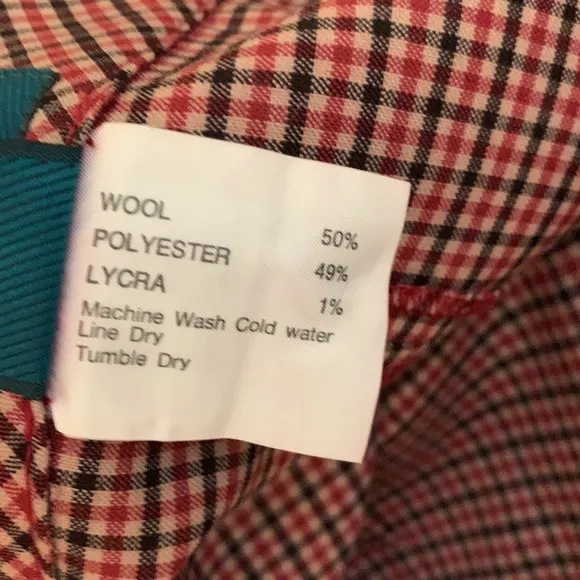 WOOL 50%
POLYESTER 49%
LYCRA 1%
Machine Wash Cold water
Line Dry
Tumble Dry